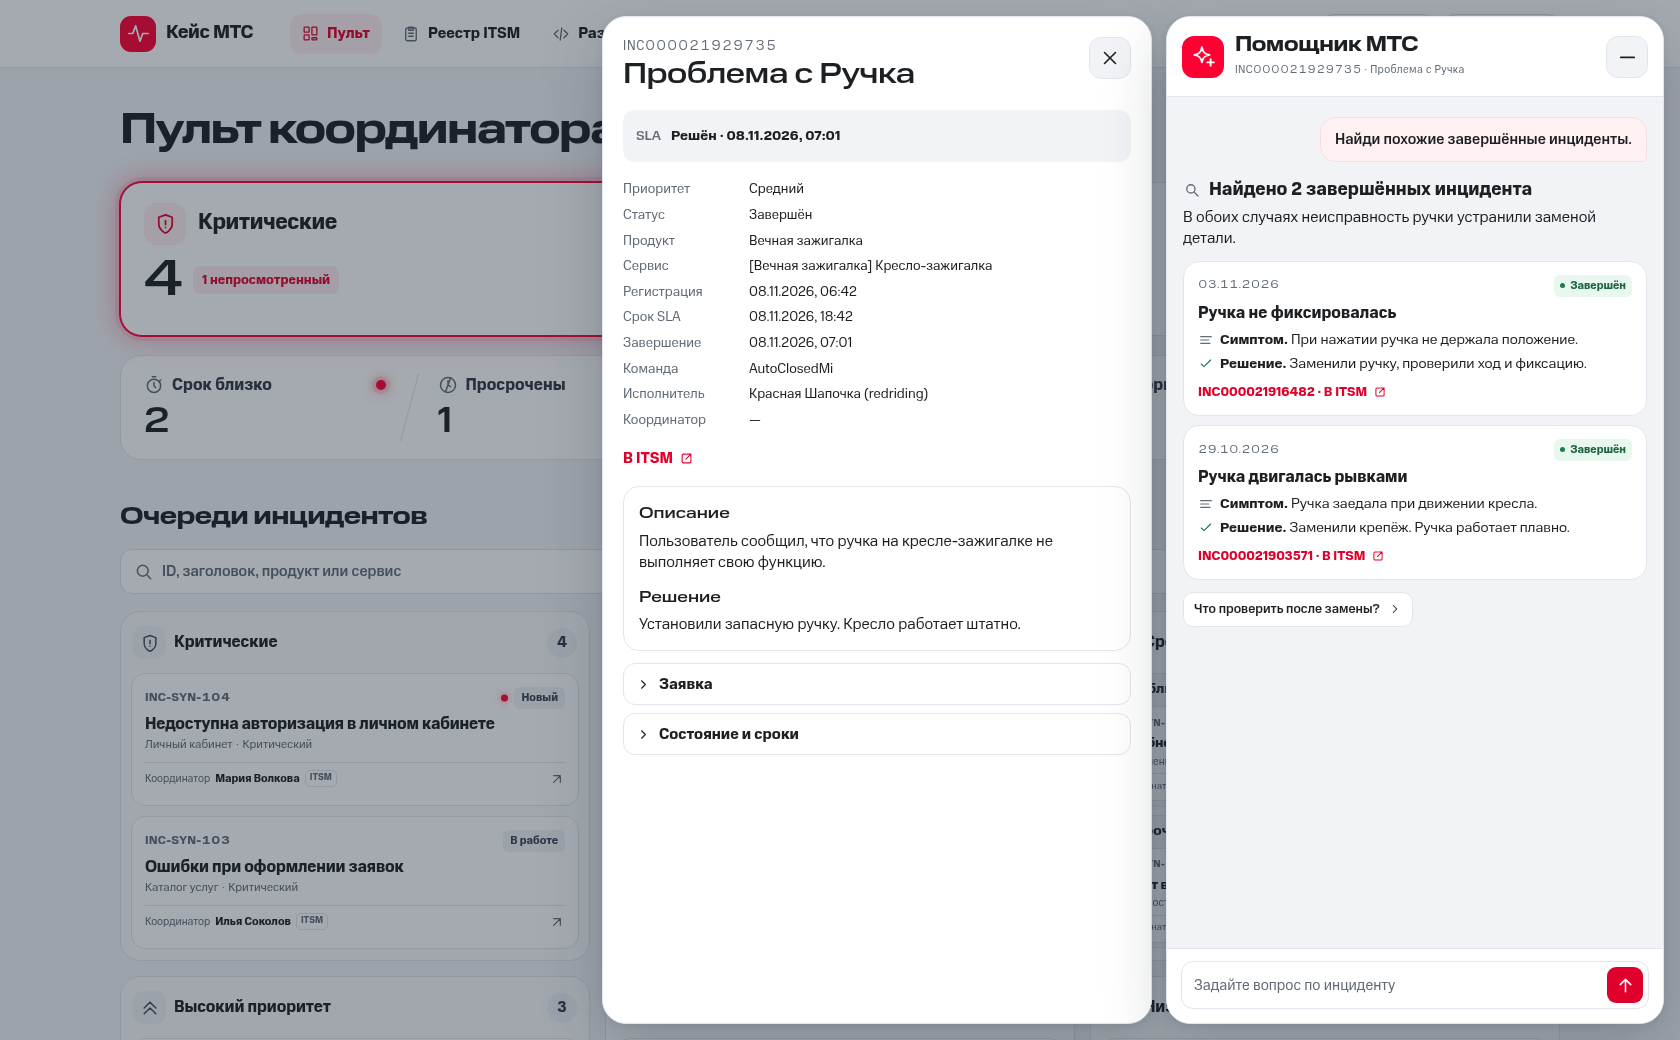 Кейс МТС
Пульт
Реестр ITSM
Раз
Пульт координатора
Критические
4
1 непросмотренный
Срок близко
2
Просрочены
1
Очереди инцидентов
ID, заголовок, продукт или сервис
Критические
4
INC-SYN-104
Новый
Недоступна авторизация в личном кабинете
Личный кабинет · Критический
Координатор Мария Волкова ITSM
INC-SYN-103
В работе
Ошибки при оформлении заявок
Каталог услуг · Критический
Координатор Илья Соколов ITSM
Высокий приоритет
3
INC000021929735
Проблема с Ручка
SLA Решён · 08.11.2026, 07:01
Приоритет Средний
Статус Завершён
Продукт Вечная зажигалка
Сервис [Вечная зажигалка] Кресло-зажигалка
Регистрация 08.11.2026, 06:42
Срок SLA 08.11.2026, 18:42
Завершение 08.11.2026, 07:01
Команда AutoClosedMi
Исполнитель Красная Шапочка (redriding)
Координатор —
В ITSM
Описание
Пользователь сообщил, что ручка на кресле-зажигалке не
выполняет свою функцию.
Решение
Установили запасную ручку. Кресло работает штатно.
Заявка
Состояние и сроки
Помощник МТС
INC000021929735 · Проблема с Ручка
Найди похожие завершённые инциденты.
Найдено 2 завершённых инцидента
В обоих случаях неисправность ручки устранили заменой
детали.
03.11.2026
Завершён
Ручка не фиксировалась
Симптом. При нажатии ручка не держала положение.
Решение. Заменили ручку, проверили ход и фиксацию.
INC000021916482 · В ITSM
29.10.2026
Завершён
Ручка двигалась рывками
Симптом. Ручка заедала при движении кресла.
Решение. Заменили крепёж. Ручка работает плавно.
INC000021903571 · В ITSM
Что проверить после замены?
Задайте вопрос по инциденту